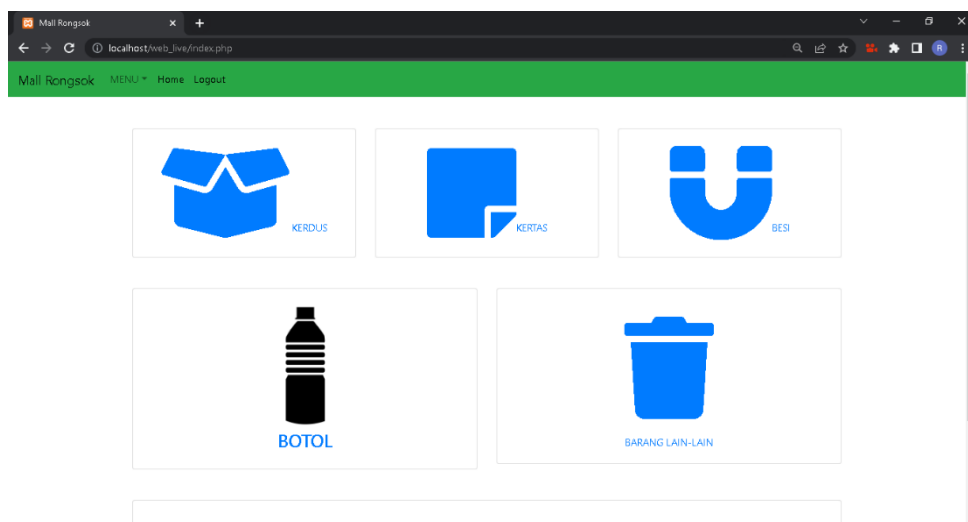 Mall Rongsok
localhost/web_live/index.php
R
Mall Rongsok MENU Home Logout
KERDUS
KERTAS
BESI
BOTOL
BARANG LAIN-LAIN